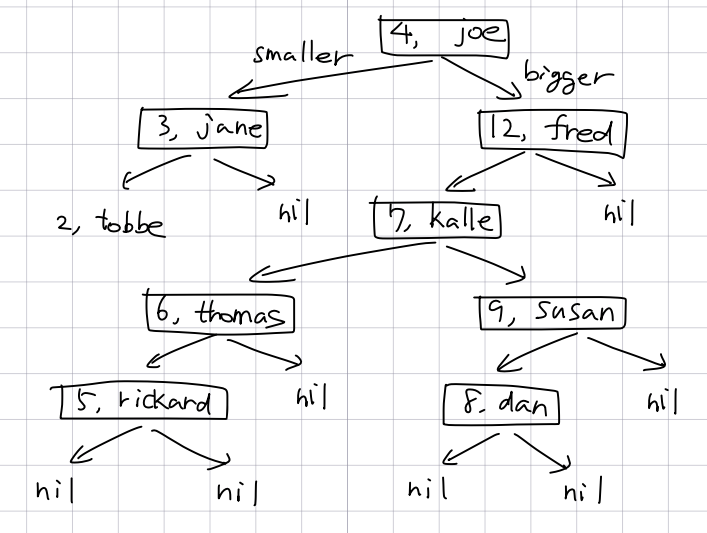 4, joe
smaller
bigger
3, jane
12, fred
2, tobbe
nil
7, kalle
nil
6, thomas
9, susan
5, rickard
nil
8. dan
nil
nil
nil
nil
nil